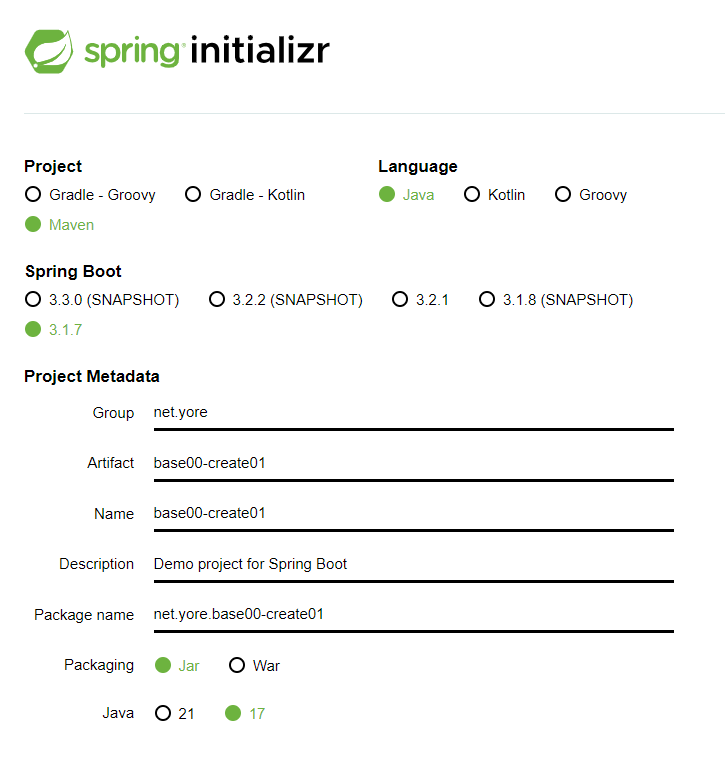 spring initializr
Project
Gradle - Groovy Gradle - Kotlin
Maven
Language
Java Kotlin Groovy
Spring Boot
3.3.0 (SNAPSHOT) 3.2.2 (SNAPSHOT) 3.2.1 3.1.8 (SNAPSHOT)
3.1.7
Project Metadata
Group net.yore
Artifact base00-create01
Name base00-create01
Description Demo project for Spring Boot
Package name net.yore.base00-create01
Packaging Jar War
Java 21 17